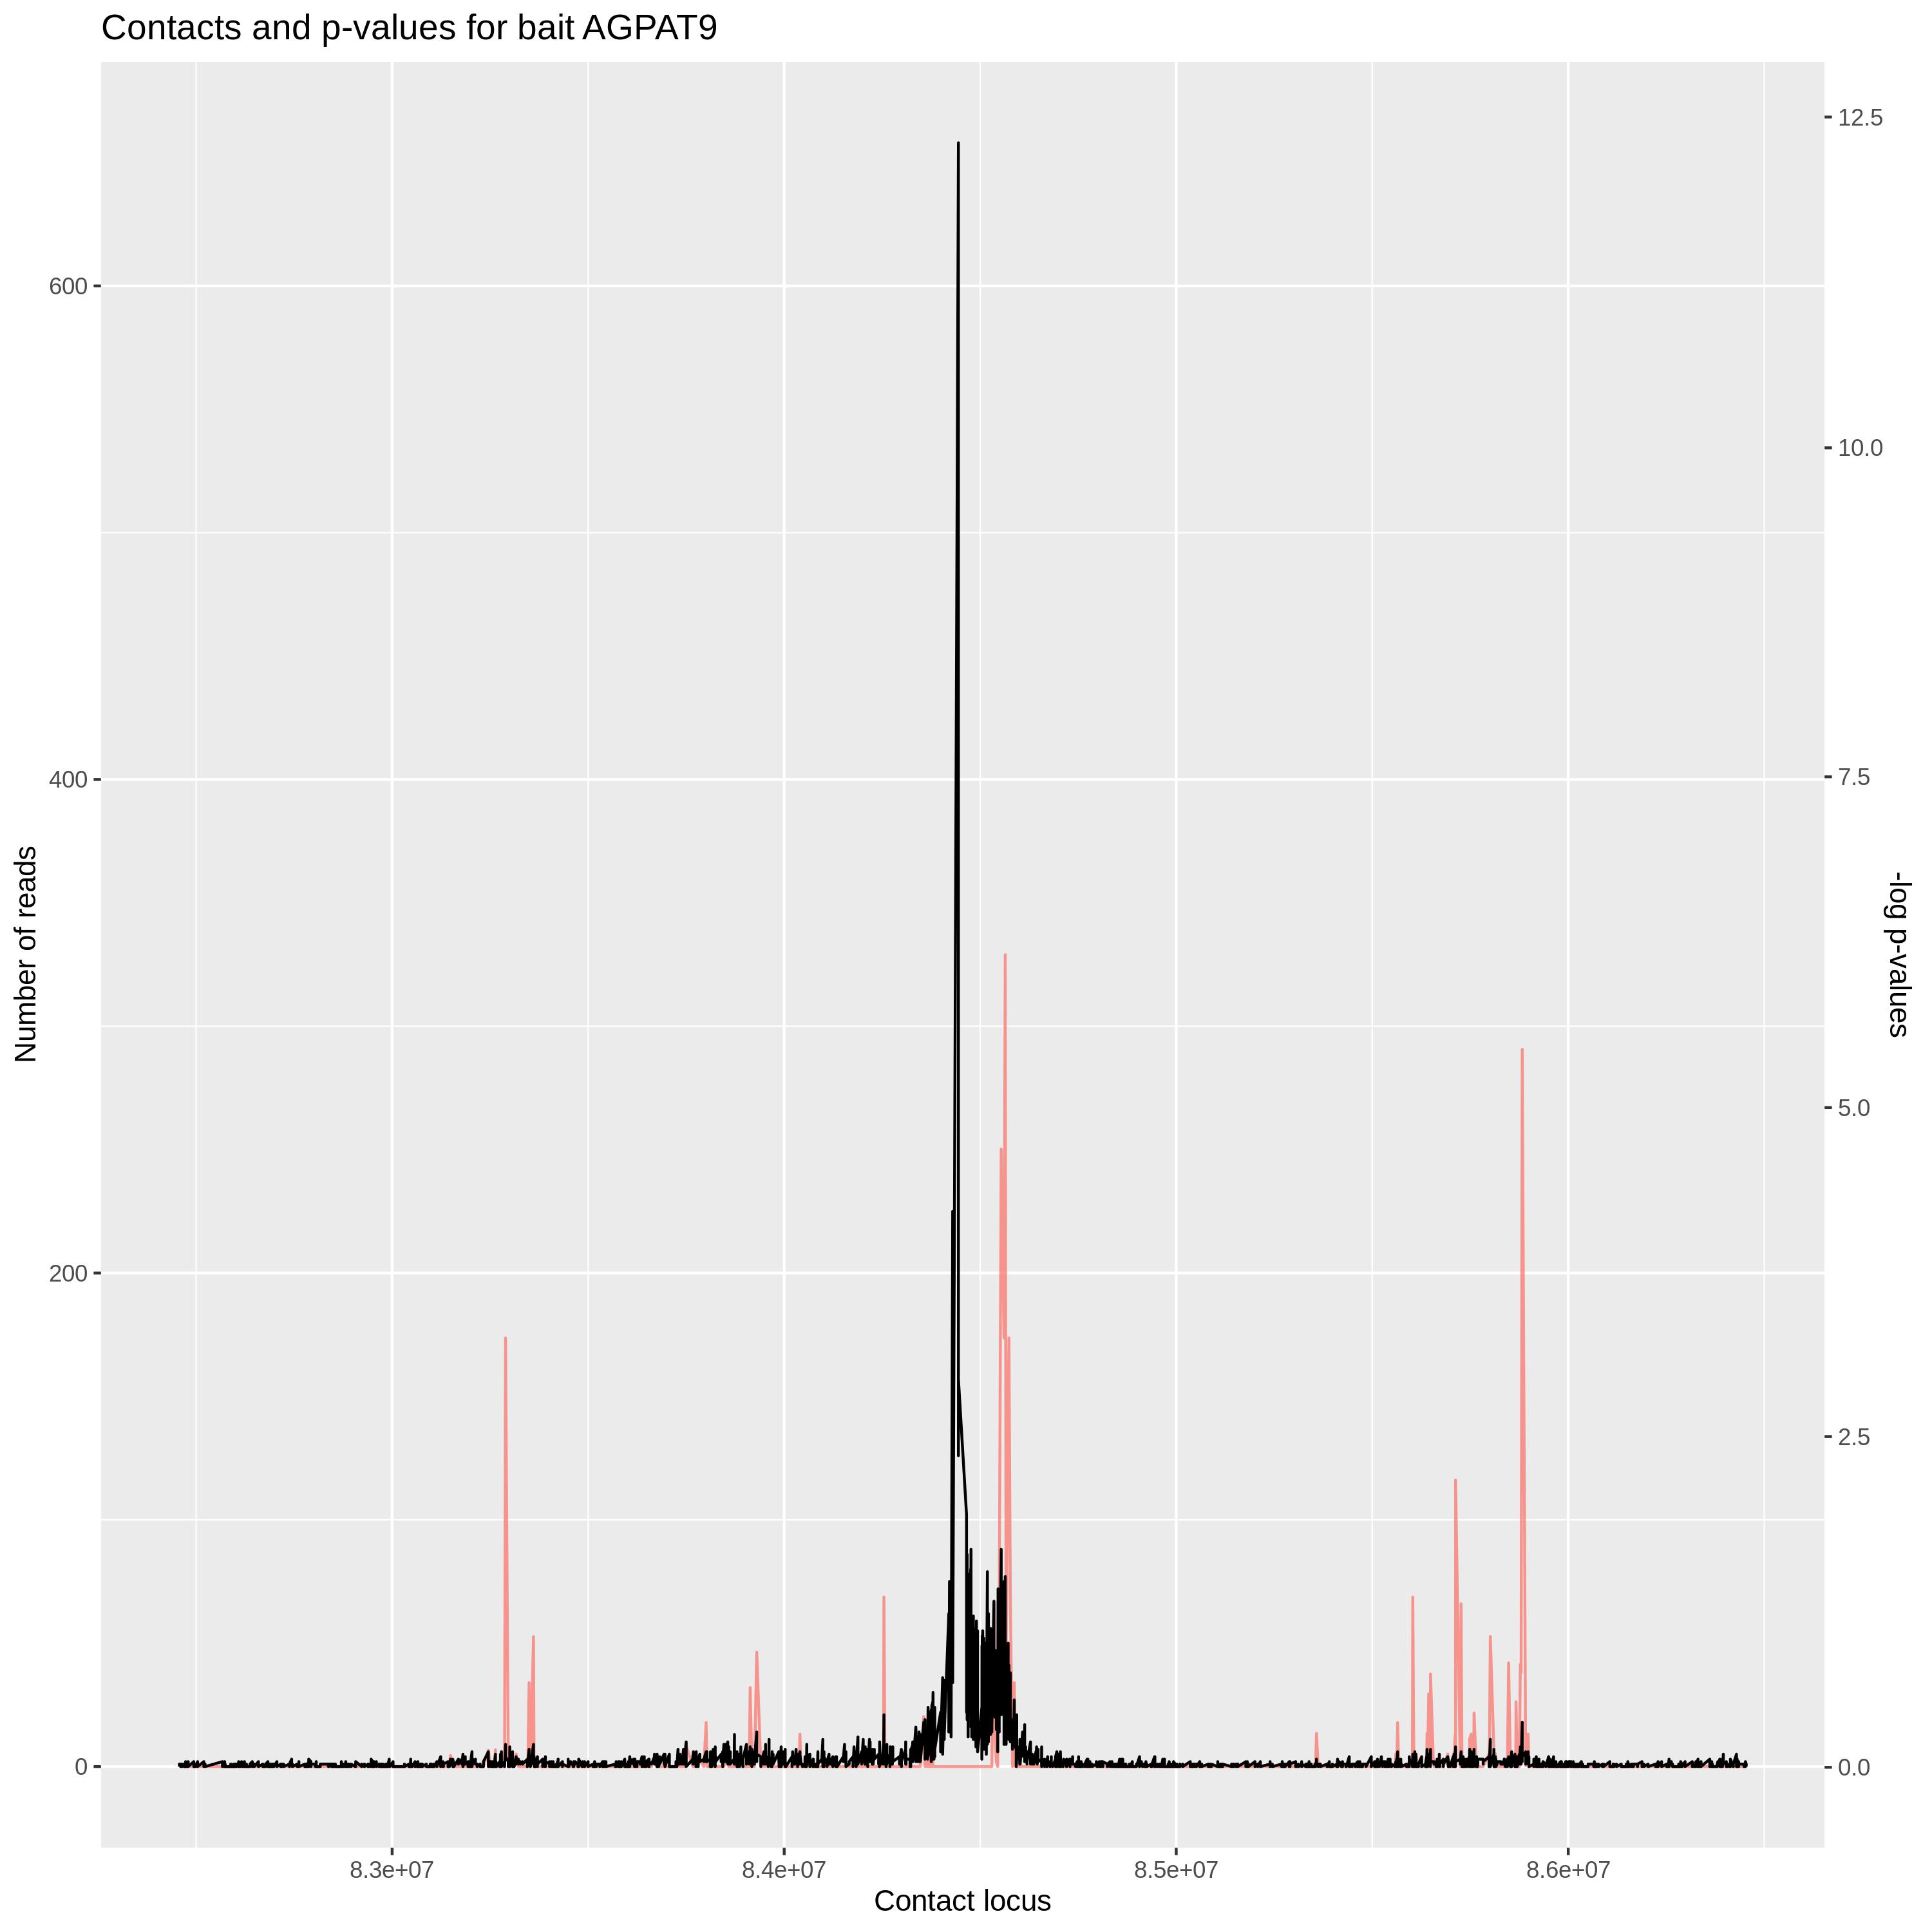 Contacts and p-values for bait AGPAT9
12.5
600
10.0
400
7.5
Number of reads
-log p-values
5.0
200
2.5
0
0.0
8.3e+07
8.4e+07
8.5e+07
8.6e+07
Contact locus